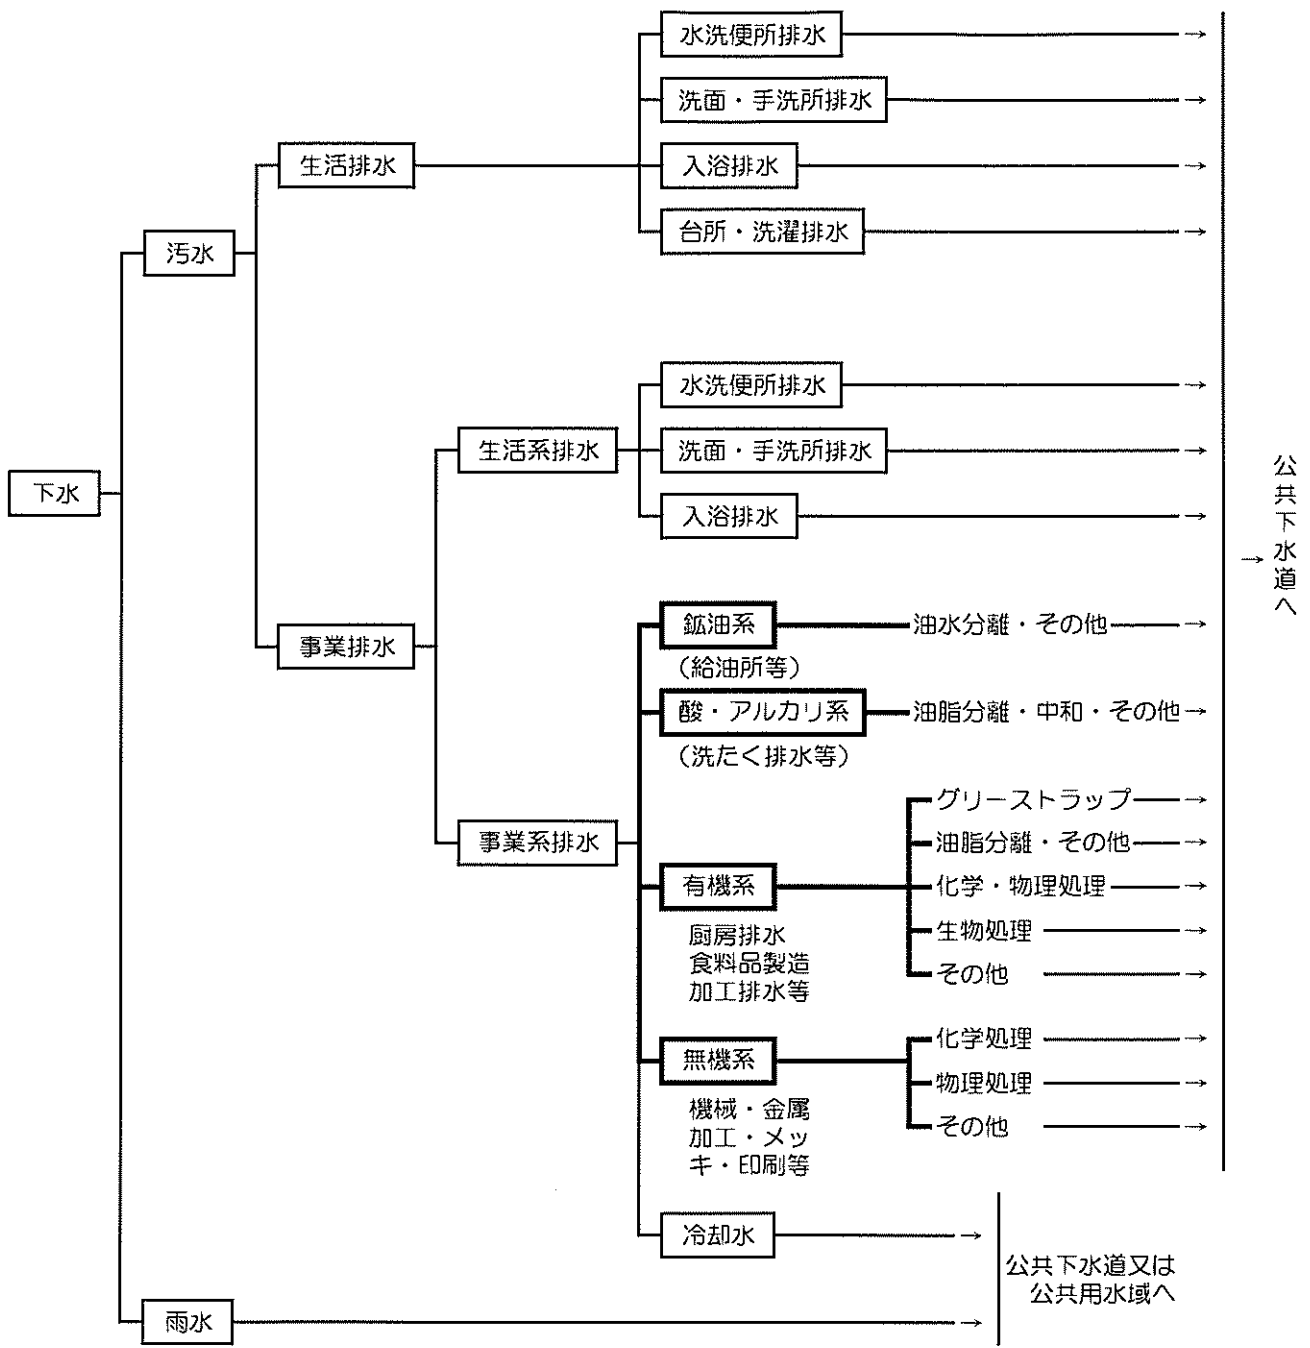 水洗便所排水
洗面・手洗所排水
生活排水
入浴排水
台所・洗濯排水
汚水
水洗便所排水
生活系排水
洗面・手洗所排水
下水
入浴排水
公共下水道へ
事業排水
鉱油系
油水分離・その他
(給油所等)
酸・アルカリ系
油脂分離・中和・その他
(洗たく排水等)
グリーストラップ
事業系排水
油脂分離・その他
有機系
化学・物理処理
厨房排水
食料品製造
加工排水等
生物処理
その他
化学処理
無機系
物理処理
機械・金属
加工・メッ
キ・印刷等
その他
冷却水
公共下水道又は
公共用水域へ
雨水